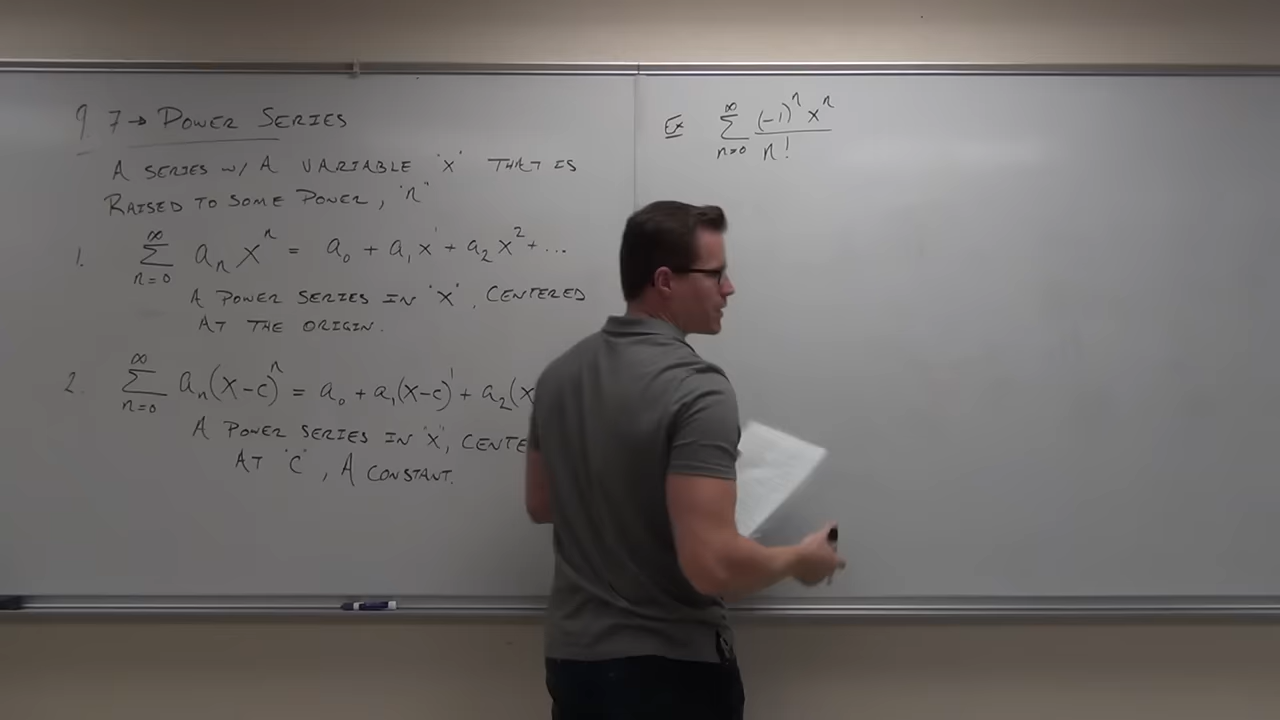 9.7 → POWER SERIES
A SERIES W/ A VARIABLE "X" THAT IS
RAISED TO SOME POWER, "n"
1. ∞ Σ n=0 aₙ xⁿ = a₀ + a₁x¹ + a₂x² + ...
A POWER SERIES IN "X", CENTERED
AT THE ORIGIN.
2. ∞ Σ n=0 aₙ(x-c)ⁿ = a₀ + a₁(x-c)¹ + a₂(x
A POWER SERIES IN "X", CENTE
AT "C", A CONSTANT.
Ex ∞ Σ n=0 (-1)ⁿ xⁿ / n!